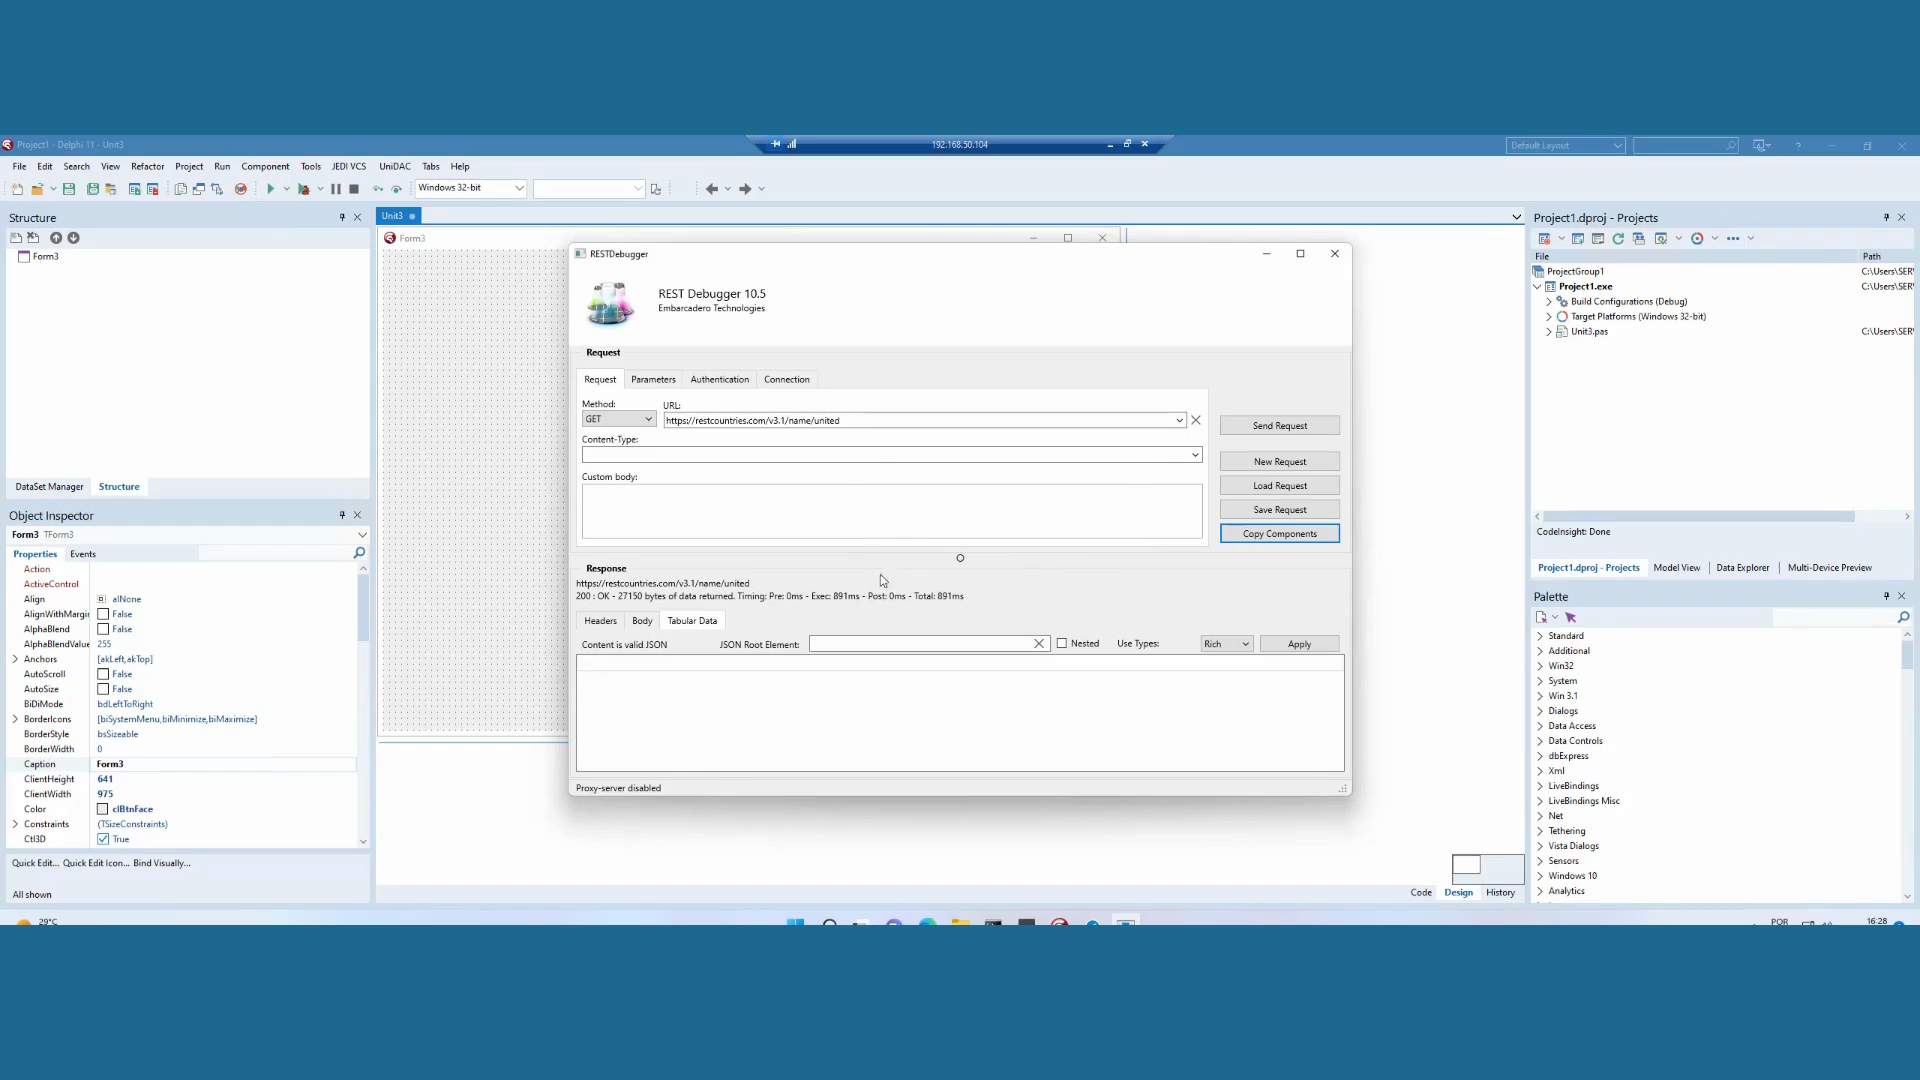 Project1 - Delphi 11 - Unit3
192.168.50.104
Default Layout
File Edit Search View Refactor Project Run Component Tools JEDI VCS UniDAC Tabs Help
Windows 32-bit
Structure
Form3
DataSet Manager Structure
Object Inspector
Form3 TForm3
Properties Events
Action
ActiveControl
Align alNone
AlignWithMargi False
AlphaBlend False
AlphaBlendValue 255
Anchors [akLeft,akTop]
AutoScroll False
AutoSize False
BiDiMode bdLeftToRight
BorderIcons [biSystemMenu,biMinimize,biMaximize]
BorderStyle bsSizeable
BorderWidth 0
Caption Form3
ClientHeight 641
ClientWidth 975
Color clBtnFace
Constraints (TSizeConstraints)
Ctl3D True
Quick Edit... Quick Edit Icon... Bind Visually...
All shown
Unit3
Form3
RESTDebugger
REST Debugger 10.5
Embarcadero Technologies
Request
Request Parameters Authentication Connection
Method: URL:
GET https://restcountries.com/v3.1/name/united
Content-Type:
Custom body:
Send Request
New Request
Load Request
Save Request
Copy Components
Response
https://restcountries.com/v3.1/name/united
200 : OK - 27150 bytes of data returned. Timing: Pre: 0ms - Exec: 891ms - Post: 0ms - Total: 891ms
Headers Body Tabular Data
Content is valid JSON JSON Root Element: Nested Use Types: Rich Apply
Proxy-server disabled
Code Design History
Project1.dproj - Projects
File Path
ProjectGroup1 C:\Users\SER
Project1.exe C:\Users\SER
Build Configurations (Debug)
Target Platforms (Windows 32-bit)
Unit3.pas C:\Users\SER
CodeInsight: Done
Project1.dproj - Projects Model View Data Explorer Multi-Device Preview
Palette
Standard
Additional
Win32
System
Win 3.1
Dialogs
Data Access
Data Controls
dbExpress
Xml
LiveBindings
LiveBindings Misc
Net
Tethering
Vista Dialogs
Sensors
Windows 10
Analytics
29°C
POR
16:28